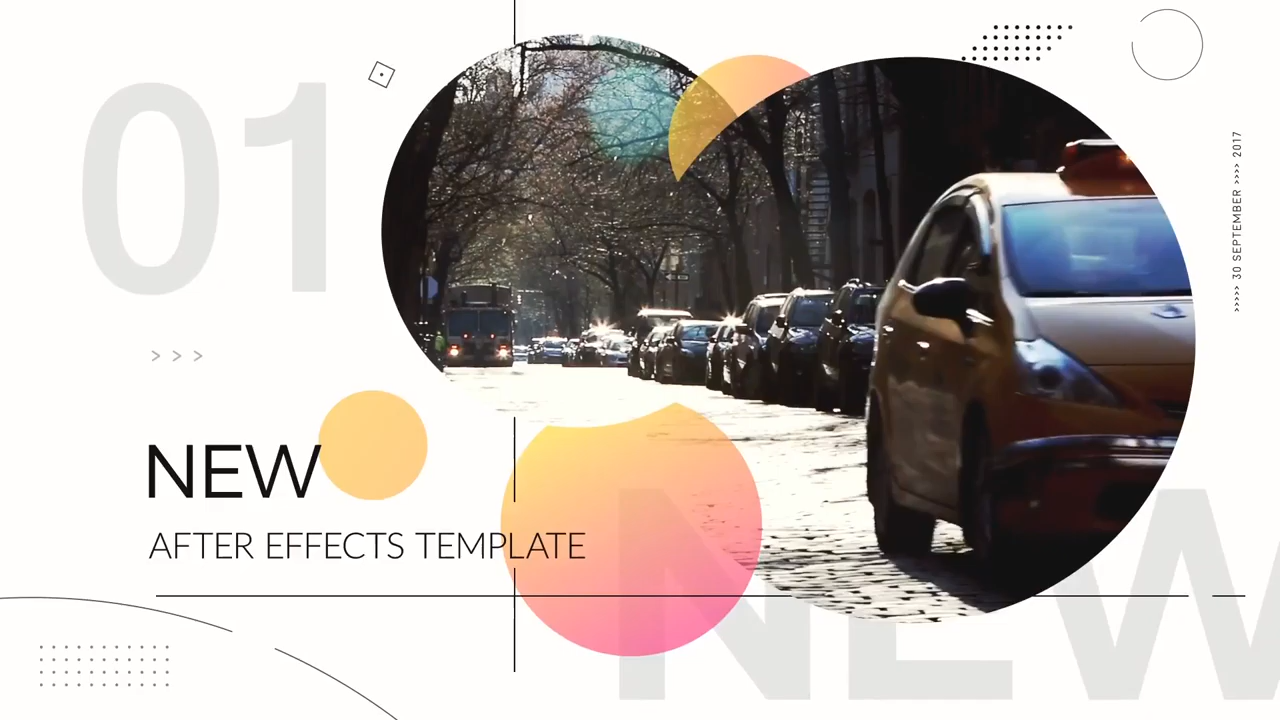 01
>>>>> 30 SEPTEMBER >>>> 2017
> > >
NEW
AFTER EFFECTS TEMPLATE
NEW